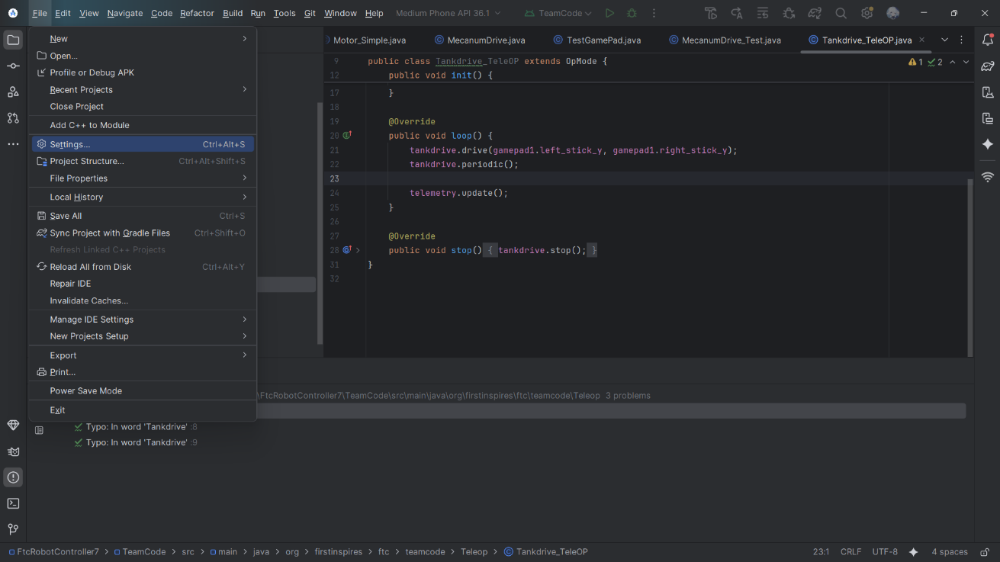 File Edit View Navigate Code Refactor Build Run Tools Git Window Help Medium Phone API 36.1 TeamCode
New
Open...
Profile or Debug APK
Recent Projects
Close Project
Add C++ to Module
Settings... Ctrl+Alt+S
Project Structure... Ctrl+Alt+Shift+S
File Properties
Local History
Save All Ctrl+S
Sync Project with Gradle Files Ctrl+Shift+O
Refresh Linked C++ Projects
Reload All from Disk Ctrl+Alt+Y
Repair IDE
Invalidate Caches...
Manage IDE Settings
New Projects Setup
Export
Print...
Power Save Mode
Exit
Motor_Simple.java MecanumDrive.java TestGamePad.java MecanumDrive_Test.java Tankdrive_TeleOP.java
9 public class Tankdrive_TeleOP extends OpMode {
1 2
12 public void init() {
17 }
18
19 @Override
20 public void loop() {
21 tankdrive.drive(gamepad1.left_stick_y, gamepad1.right_stick_y);
22 tankdrive.periodic();
23
24 telemetry.update();
25 }
26
27 @Override
28 public void stop() { tankdrive.stop(); }
31 }
32
\FtcRobotController7\TeamCode\src\main\java\org\firstinspires\ftc\teamcode\Teleop 3 problems
Typo: In word 'Tankdrive' :8
Typo: In word 'Tankdrive' :9
FtcRobotController7 > TeamCode > src > main > java > org > firstinspires > ftc > teamcode > Teleop > Tankdrive_TeleOP 23:1 CRLF UTF-8 4 spaces